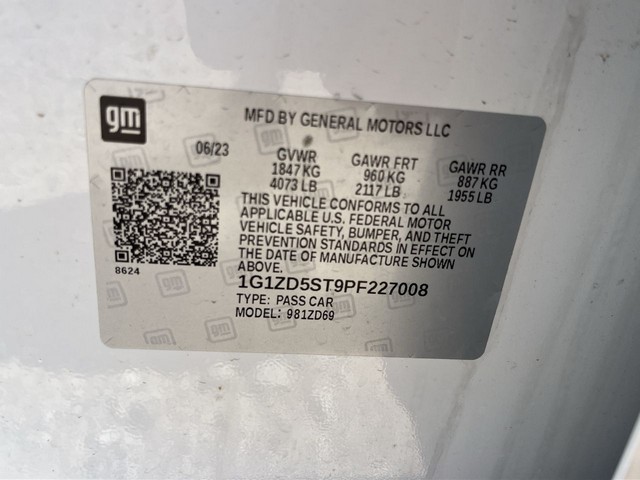 gm
MFD BY GENERAL MOTORS LLC
06/23
GVWR GAWR FRT GAWR RR
1847 KG 960 KG 887 KG
4073 LB 2117 LB 1955 LB
THIS VEHICLE CONFORMS TO ALL
APPLICABLE U.S. FEDERAL MOTOR
VEHICLE SAFETY, BUMPER, AND THEFT
PREVENTION STANDARDS IN EFFECT ON
THE DATE OF MANUFACTURE SHOWN
ABOVE.
8624
1G1ZD5ST9PF227008
TYPE: PASS CAR
MODEL: 981ZD69